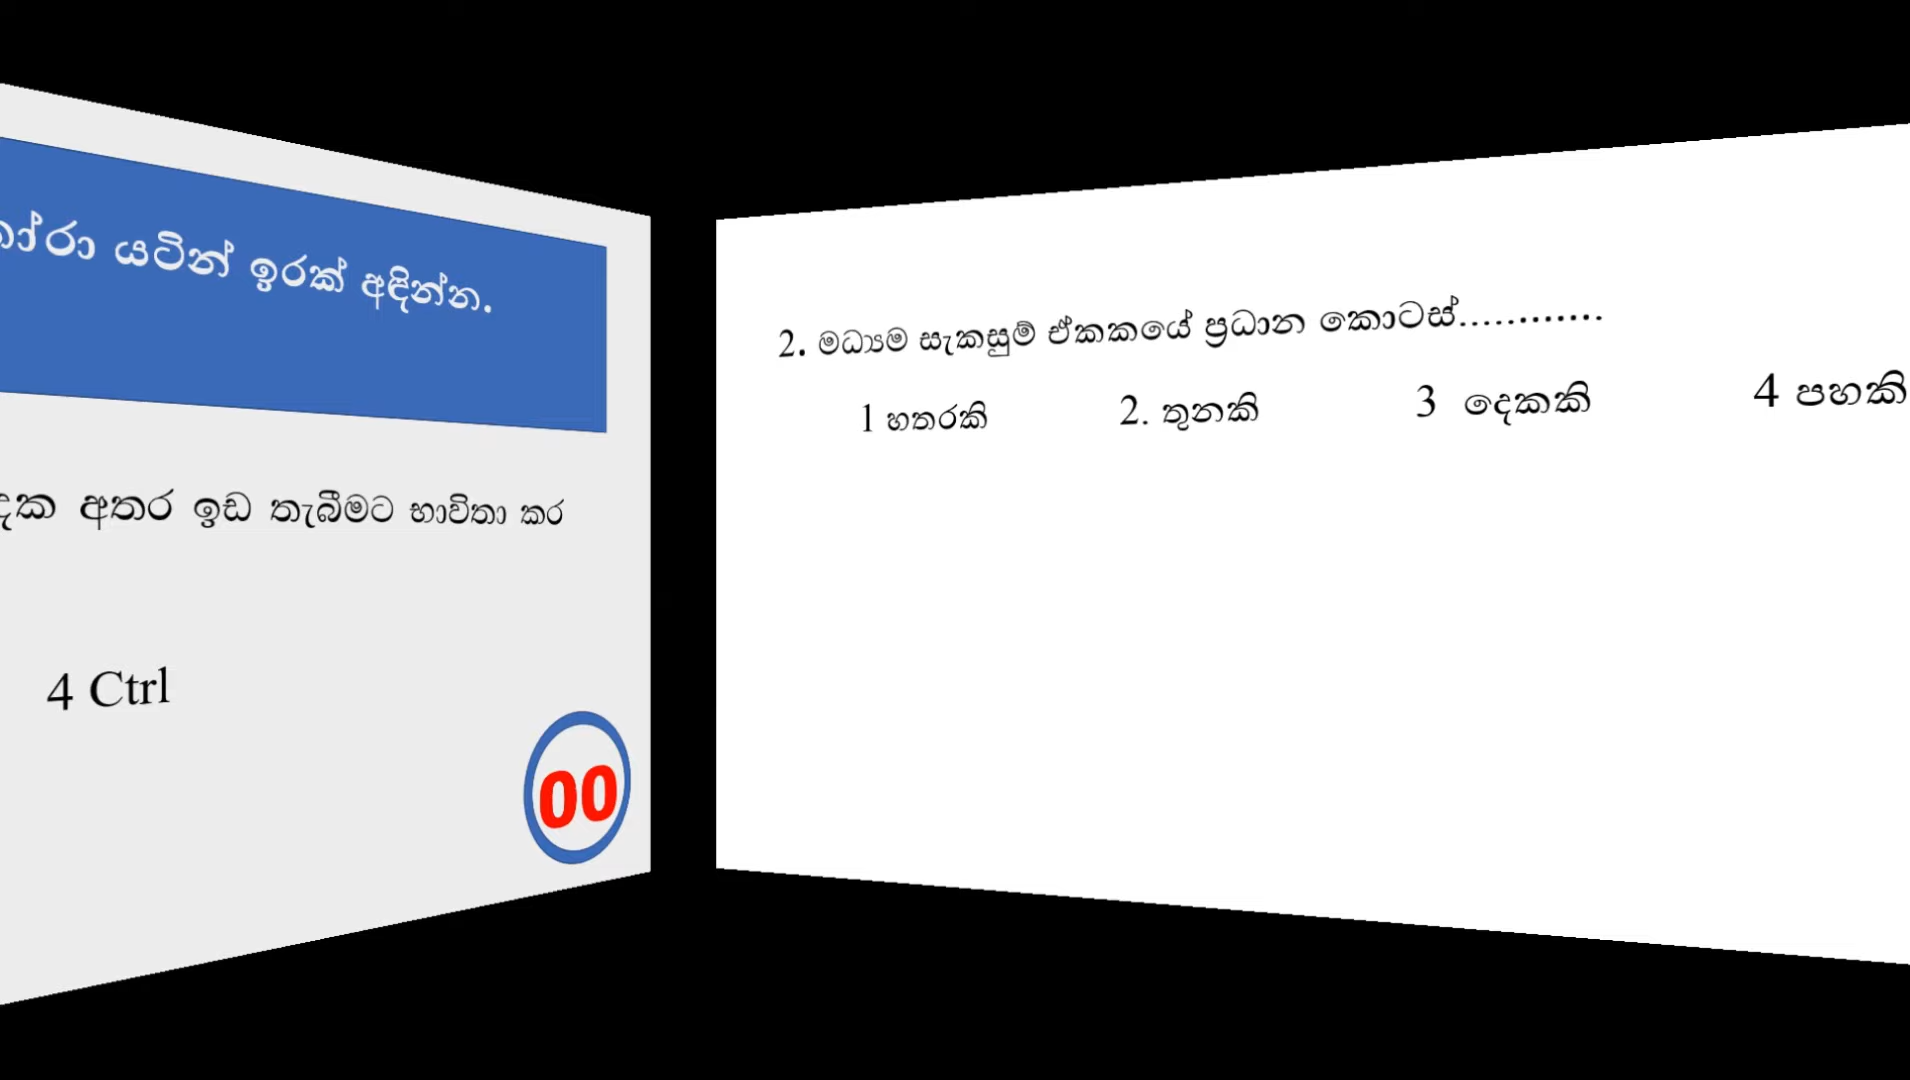 යටින් ඉරක් අඳින්න.
අතර ඉඩ තැබීමට භාවිතා කර
4 Ctrl
00
2. මධ්‍යම සැකසුම් ඒකකයේ ප්‍රධාන කොටස්............
1 හතරකි 2. තුනකි 3 දෙකකි 4 පහකි